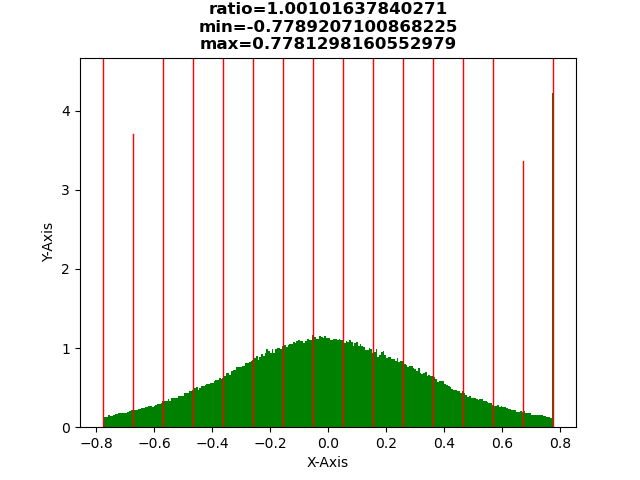 ratio=1.00101637840271
min=-0.7789207100868225
max=0.7781298160552979
4
3
2
1
0
Y-Axis
−0.8 −0.6 −0.4 −0.2 0.0 0.2 0.4 0.6 0.8
X-Axis